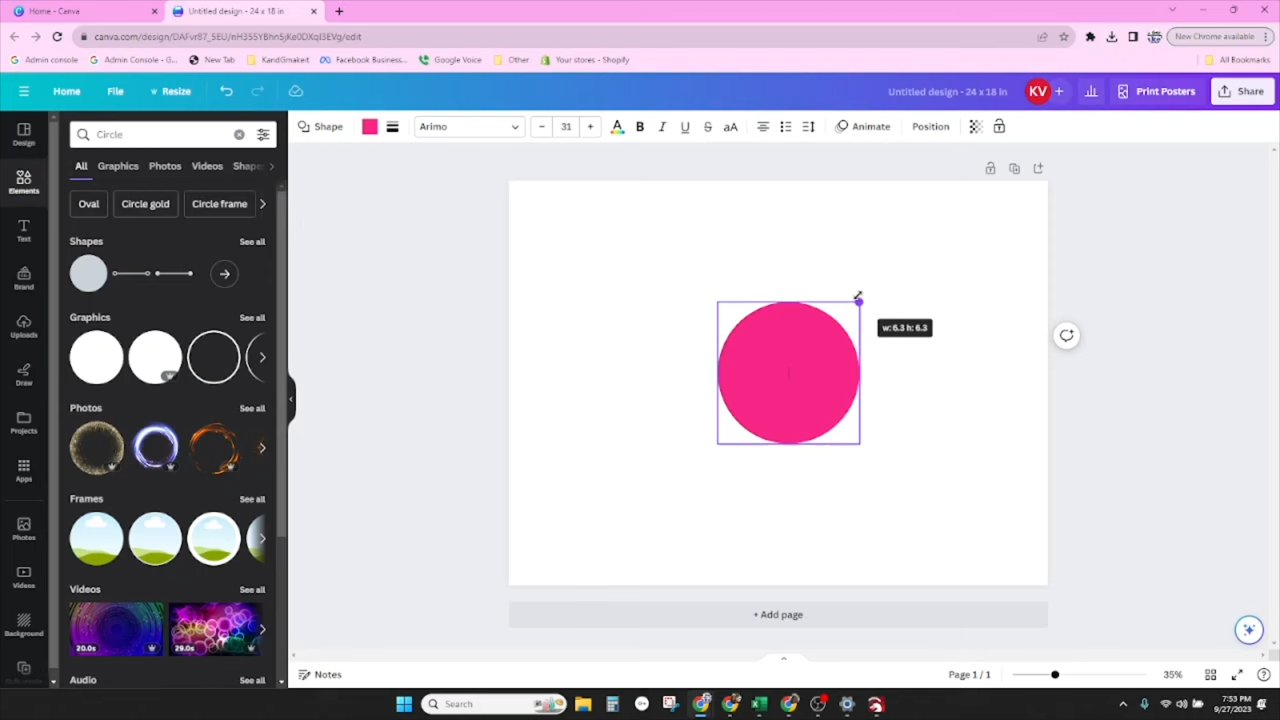 Home - Canva
Untitled design - 24 x 18 in
canva.com/design/DAFvr87_5EU/nH355YBhn5jKe0DXqI3EVg/edit
New Chrome available
Admin console
Admin Console - G...
New Tab
KandGmakeit
Facebook Business...
Google Voice
Other
Your stores - Shopify
All Bookmarks
Home
File
Resize
Untitled design - 24 x 18 in
KV
Print Posters
Share
Design
Elements
Text
Brand
Uploads
Draw
Projects
Apps
Photos
Videos
Background
Circle
All
Graphics
Photos
Videos
Shape
Oval
Circle gold
Circle frame
Shapes
See all
Graphics
See all
Photos
See all
Frames
See all
Videos
See all
20.0s
29.0s
Audio
See all
Shape
Arimo
31
A
B
I
U
S
aA
Animate
Position
w: 6.3 h: 6.3
+ Add page
Notes
Page 1 / 1
35%
Search
7:53 PM
9/27/2023